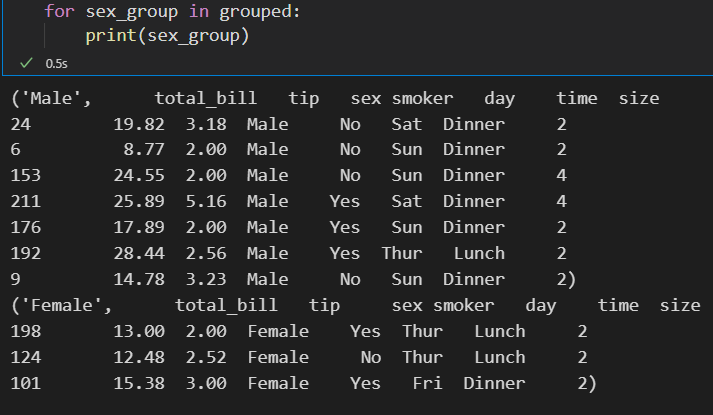 for sex_group in grouped:
    print(sex_group)
✓ 0.5s
('Male',      total_bill   tip   sex smoker   day    time  size
24        19.82  3.18  Male     No   Sat  Dinner     2
6          8.77  2.00  Male     No   Sun  Dinner     2
153       24.55  2.00  Male     No   Sun  Dinner     4
211       25.89  5.16  Male    Yes   Sat  Dinner     4
176       17.89  2.00  Male    Yes   Sun  Dinner     2
192       28.44  2.56  Male    Yes  Thur   Lunch     2
9         14.78  3.23  Male     No   Sun  Dinner     2)
('Female',      total_bill   tip     sex smoker   day    time  size
198       13.00  2.00  Female    Yes  Thur   Lunch     2
124       12.48  2.52  Female     No  Thur   Lunch     2
101       15.38  3.00  Female    Yes   Fri  Dinner     2)